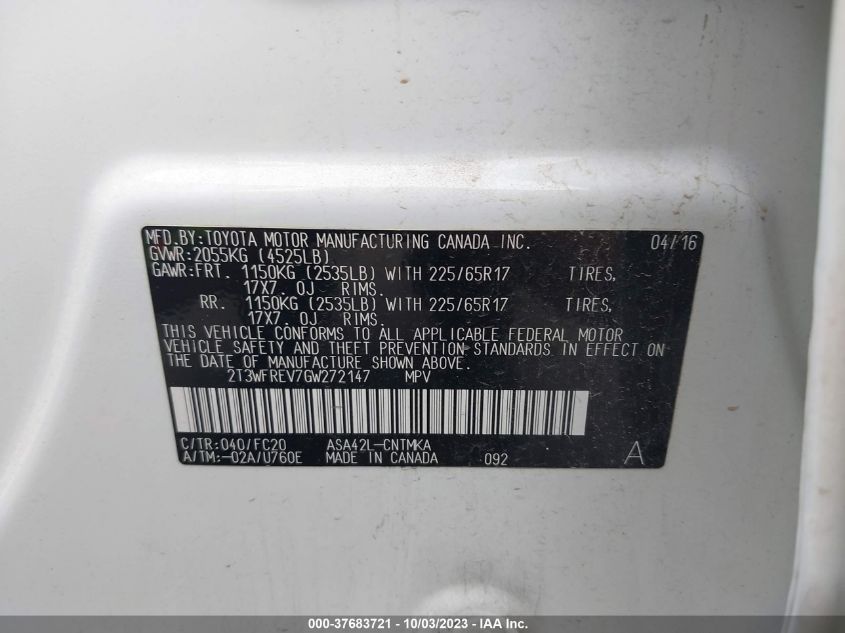 MFD.BY:TOYOTA MOTOR MANUFACTURING CANADA INC. 04/16
GVWR:2055KG (4525LB)
GAWR:FRT. 1150KG (2535LB) WITH 225/65R17 TIRES,
17X7.0J RIMS.
RR. 1150KG (2535LB) WITH 225/65R17 TIRES,
17X7.0J RIMS.
THIS VEHICLE CONFORMS TO ALL APPLICABLE FEDERAL MOTOR
VEHICLE SAFETY AND THEFT PREVENTION STANDARDS IN EFFECT ON
THE DATE OF MANUFACTURE SHOWN ABOVE.
2T3WFREV7GW272147 MPV
C/TR:040/FC20 ASA42L-CNTMKA
A/TM:-02A/U760E MADE IN CANADA 092 A
000-37683721 - 10/03/2023 - IAA Inc.